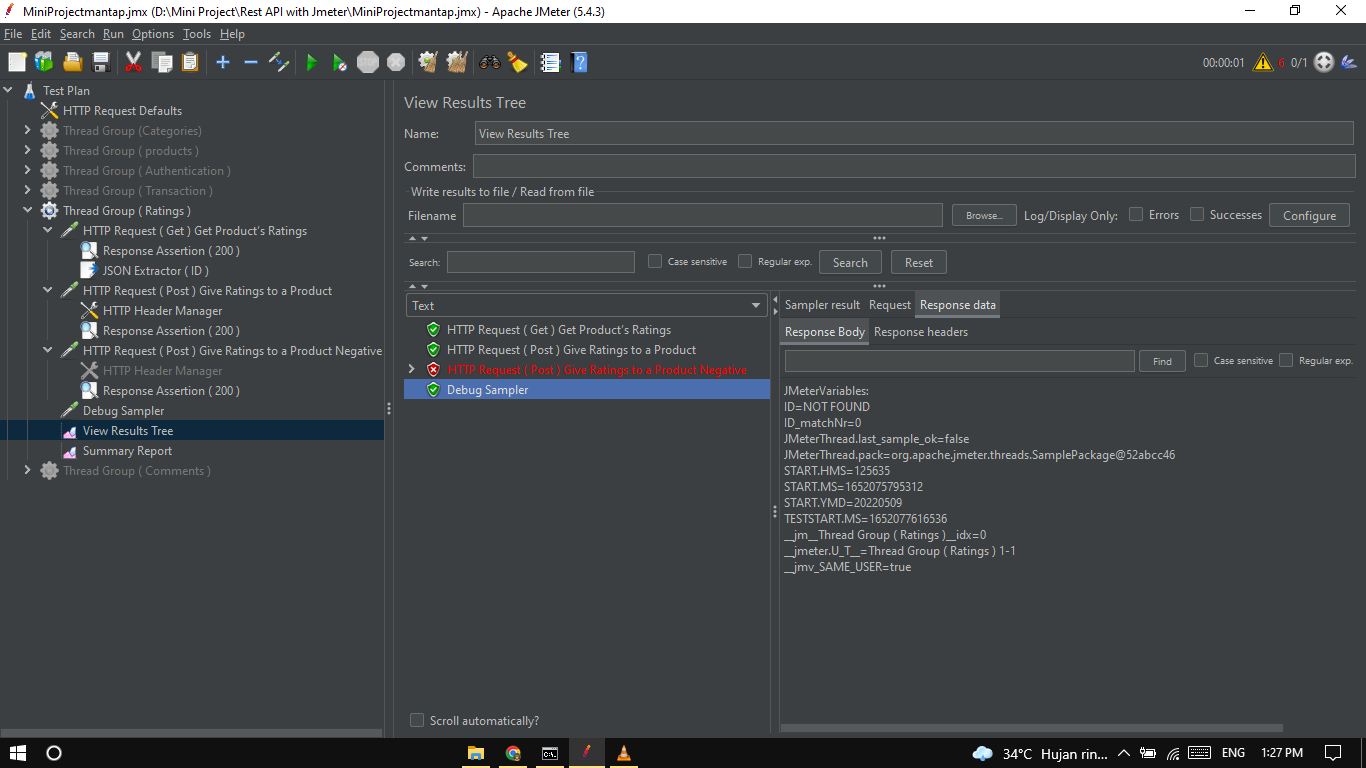 MiniProjectmantap.jmx (D:\Mini Project\Rest API with Jmeter\MiniProjectmantap.jmx) - Apache JMeter (5.4.3)
File Edit Search Run Options Tools Help
STOP 00:00:01 6 0/1
Test Plan
HTTP Request Defaults
Thread Group (Categories)
Thread Group ( products )
Thread Group ( Authentication )
Thread Group ( Transaction )
Thread Group ( Ratings )
HTTP Request ( Get ) Get Product's Ratings
Response Assertion ( 200 )
JSON Extractor ( ID )
HTTP Request ( Post ) Give Ratings to a Product
HTTP Header Manager
Response Assertion ( 200 )
HTTP Request ( Post ) Give Ratings to a Product Negative
HTTP Header Manager
Response Assertion ( 200 )
Debug Sampler
View Results Tree
Summary Report
Thread Group ( Comments )
View Results Tree
Name: View Results Tree
Comments:
Write results to file / Read from file
Filename Browse... Log/Display Only: Errors Successes Configure
Search: Case sensitive Regular exp. Search Reset
Text
HTTP Request ( Get ) Get Product's Ratings
HTTP Request ( Post ) Give Ratings to a Product
HTTP Request ( Post ) Give Ratings to a Product Negative
Debug Sampler
Scroll automatically?
Sampler result Request Response data
Response Body Response headers
Find Case sensitive Regular exp.
JMeterVariables:
ID=NOT FOUND
ID_matchNr=0
JMeterThread.last_sample_ok=false
JMeterThread.pack=org.apache.jmeter.threads.SamplePackage@52abcc46
START.HMS=125635
START.MS=1652075795312
START.YMD=20220509
TESTSTART.MS=1652077616536
__jm__Thread Group ( Ratings )__idx=0
__jmeter.U_T__=Thread Group ( Ratings ) 1-1
__jmv_SAME_USER=true
34°C Hujan rin... ENG 1:27 PM